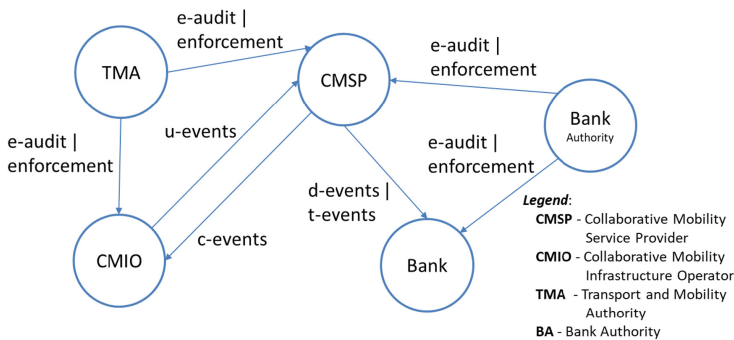 e-audit |
enforcement
TMA
CMSP
e-audit |
enforcement
Bank
Authority
e-audit |
enforcement
u-events
e-audit |
enforcement
d-events |
t-events
c-events
CMIO
Bank
Legend:
CMSP - Collaborative Mobility
Service Provider
CMIO - Collaborative Mobility
Infrastructure Operator
TMA - Transport and Mobility
Authority
BA - Bank Authority